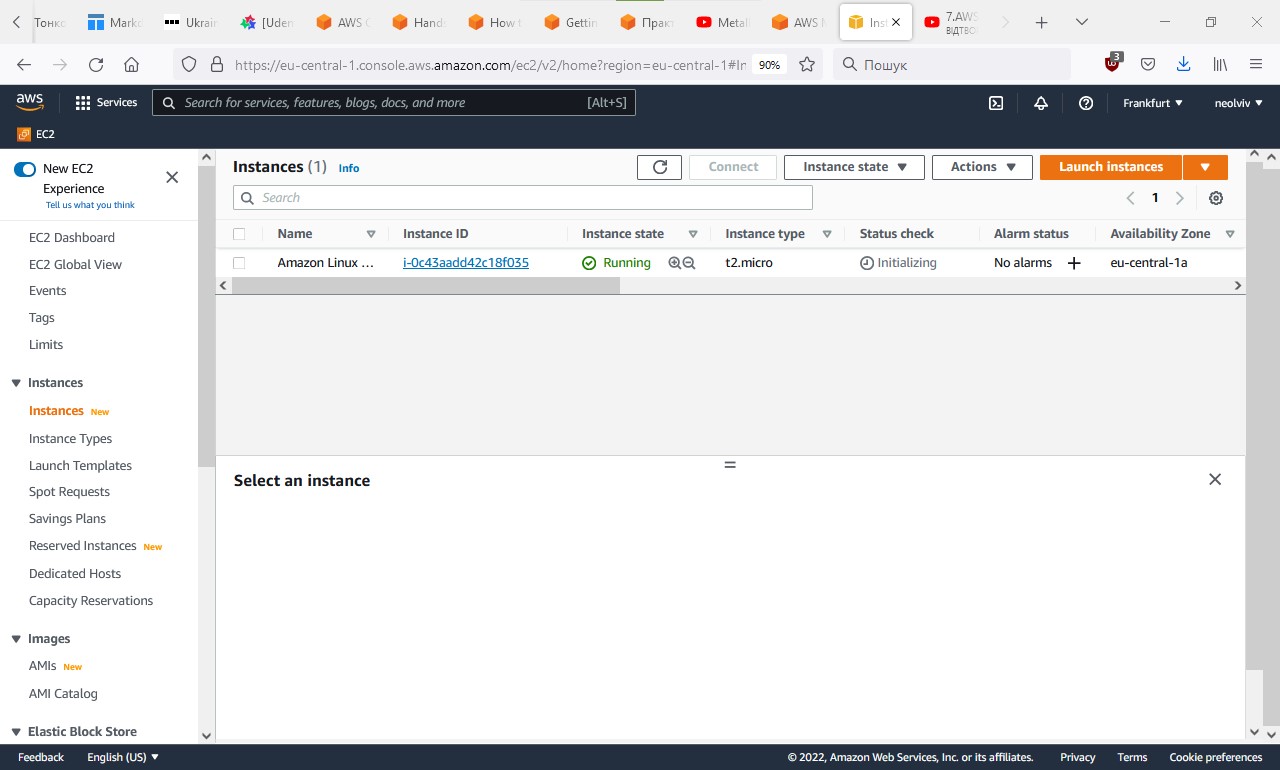 Тонко Mark Ukrair [Uden AWS C Hands How t Gettin Практ Metall AWS M Inst 7.AWS
ВІДТВО
https://eu-central-1.console.aws.amazon.com/ec2/v2/home?region=eu-central-1#In 90% Пошук 3
aws Services Search for services, features, blogs, docs, and more [Alt+S] Frankfurt neolviv
EC2
New EC2
Experience
Tell us what you think
EC2 Dashboard
EC2 Global View
Events
Tags
Limits
Instances
Instances New
Instance Types
Launch Templates
Spot Requests
Savings Plans
Reserved Instances New
Dedicated Hosts
Capacity Reservations
Images
AMIs New
AMI Catalog
Elastic Block Store
Instances (1) Info
Connect Instance state Actions Launch instances
Search
1
Name Instance ID Instance state Instance type Status check Alarm status Availability Zone
Amazon Linux ... i-0c43aadd42c18f035 Running t2.micro Initializing No alarms eu-central-1a
Select an instance
Feedback English (US) © 2022, Amazon Web Services, Inc. or its affiliates. Privacy Terms Cookie preferences